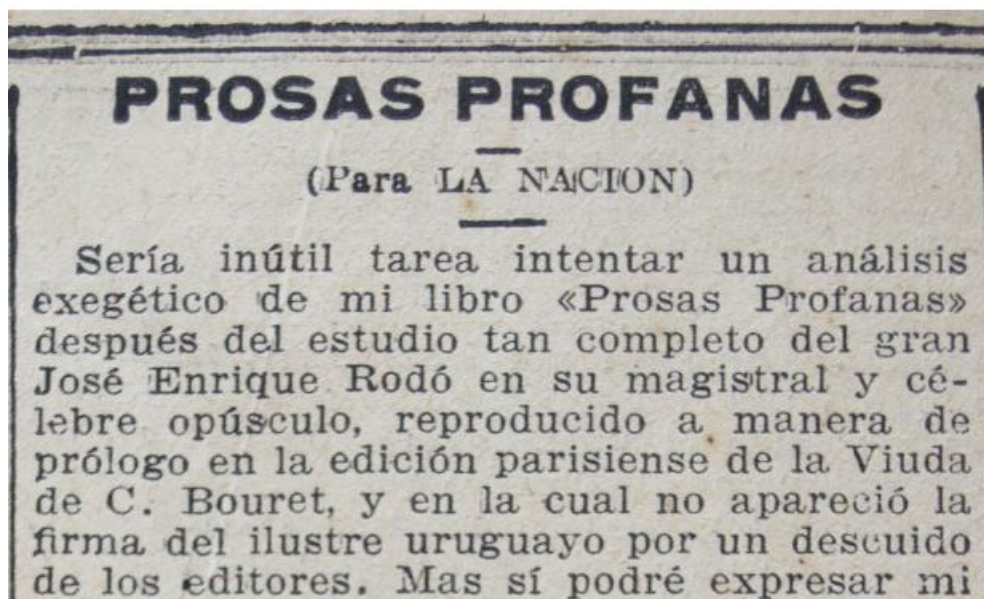 PROSAS PROFANAS
(Para LA NACION)
Sería inútil tarea intentar un análisis
exegético de mi libro «Prosas Profanas»
después del estudio tan completo del gran
José Enrique Rodó en su magistral y cé-
lebre opúsculo, reproducido a manera de
prólogo en la edición parisiense de la Viuda
de C. Bouret, y en la cual no apareció la
firma del ilustre uruguayo por un descuido
de los editores. Mas sí podré expresar mi